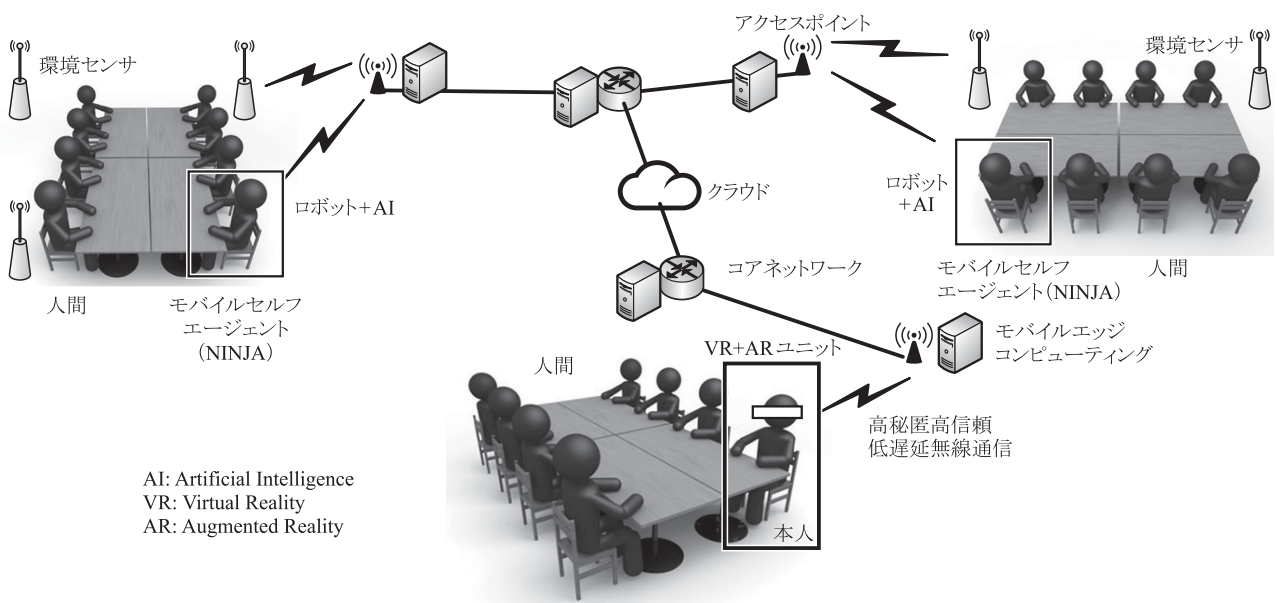 アクセスポイント
環境センサ
環境センサ
ロボット+AI
クラウド
ロボット
+AI
人間
モバイルセルフ
エージェント
(NINJA)
コアネットワーク
モバイルセルフ
エージェント(NINJA)
人間
人間
VR+ARユニット
モバイルエッジ
コンピューティング
高秘匿高信頼
低遅延無線通信
本人
AI: Artificial Intelligence
VR: Virtual Reality
AR: Augmented Reality